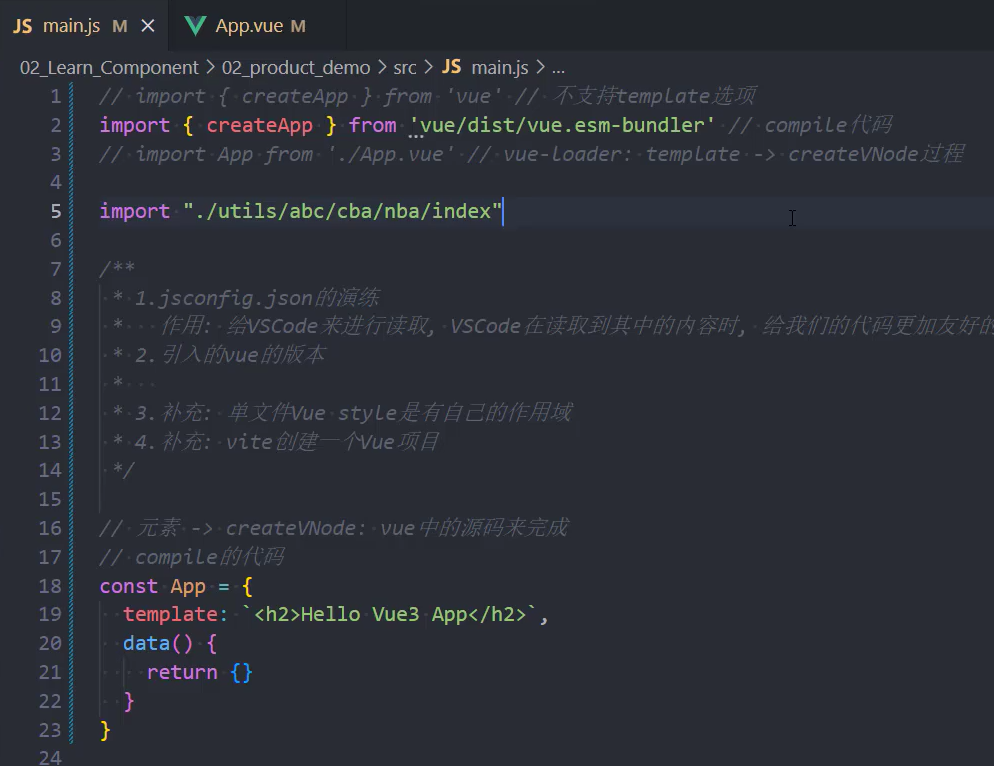 JS main.js M × App.vue M
02_Learn_Component > 02_product_demo > src > JS main.js > ...
1 // import { createApp } from 'vue' // 不支持template选项
2 import { createApp } from 'vue/dist/vue.esm-bundler' // compile代码
3 // import App from './App.vue' // vue-loader: template -> createVNode过程
4
5 import "./utils/abc/cba/nba/index"
6
7 /**
8 * 1.jsconfig.json的演练
9 * 作用: 给VSCode来进行读取, VSCode在读取到其中的内容时, 给我们的代码更加友好的
10 * 2.引入的vue的版本
11 *
12 * 3.补充: 单文件Vue style是有自己的作用域
13 * 4.补充: vite创建一个Vue项目
14 */
15
16 // 元素 -> createVNode: vue中的源码来完成
17 // compile的代码
18 const App = {
19 template: `<h2>Hello Vue3 App</h2>`,
20 data() {
21 return {}
22 }
23 }
24